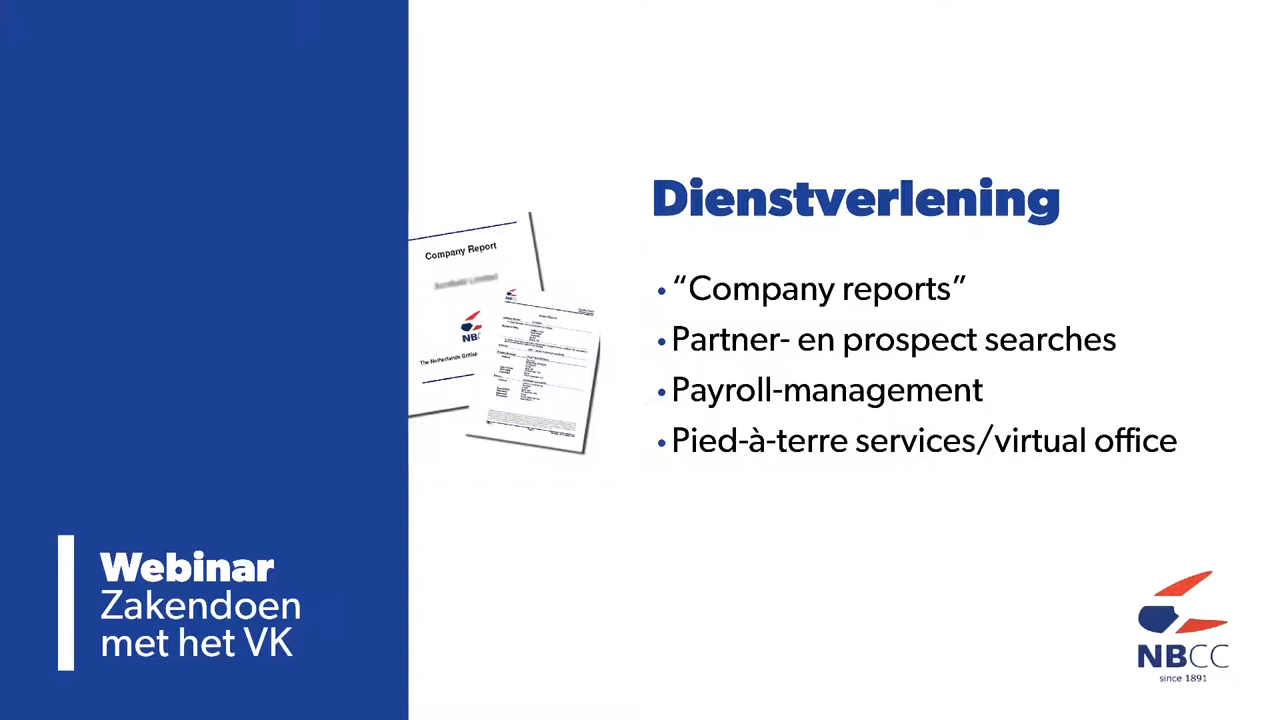 Dienstverlening
• “Company reports”
• Partner- en prospect searches
• Payroll-management
• Pied-à-terre services/virtual office
Company Report
NBCC
The Netherlands British
Webinar
Zakendoen
met het VK
NBCC
since 1891